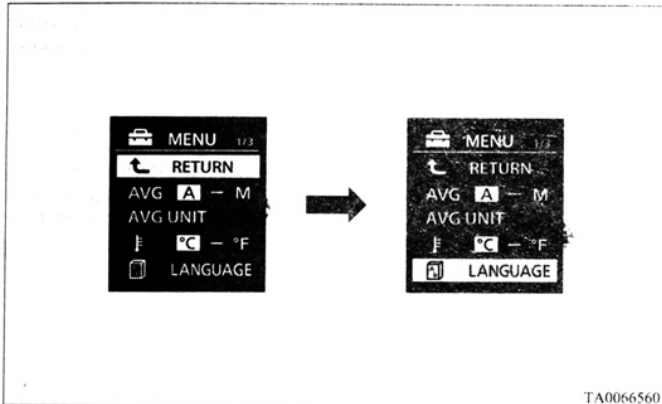 MENU 1/3
RETURN
AVG A – M
AVG UNIT
°C – °F
LANGUAGE
MENU 1/3
RETURN
AVG A – M
AVG UNIT
°C – °F
LANGUAGE
TA0066560